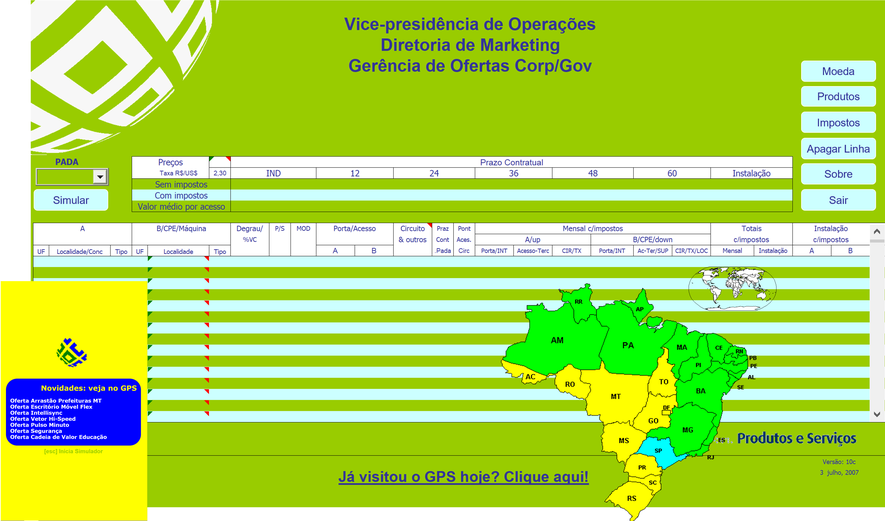 Vice-presidência de Operações
Diretoria de Marketing
Gerência de Ofertas Corp/Gov
Moeda
Produtos
Impostos
Apagar Linha
Sobre
Sair
PADA
Simular
Preços
Prazo Contratual
Taxa R$/US$ 2,30 IND 12 24 36 48 60 Instalação
Sem impostos
Com impostos
Valor médio por acesso
A B/CPE/Máquina Degrau/ P/S MOD Porta/Acesso Circuito Praz Pont Mensal c/impostos Totais Instalação
%VC & outros Cont Aces. A/up B/CPE/down c/impostos c/impostos
UF Localidade/Conc Tipo UF Localidade Tipo A B Pada Circ Porta/INT Acesso-Terc CIR/TX Porta/INT Ac-Ter/SUP CIR/TX/LOC Mensal Instalação A B
RR
AP
AM
PA
MA
CE
RN
PB
PE
PI
AL
SE
AC
RO
TO
BA
MT
DF
GO
MG
MS
ES
SP
RJ
PR
SC
RS
Novidades: veja no GPS
Oferta Arrastão Prefeituras MT
Oferta Escritório Móvel Flex
Oferta Intellisync
Oferta Vetor Hi-Speed
Oferta Pulso Minuto
Oferta Segurança
Oferta Cadeia de Valor Educação
[esc] Inicia Simulador
Produtos e Serviços
Versão: 10c
3 julho, 2007
Já visitou o GPS hoje? Clique aqui!